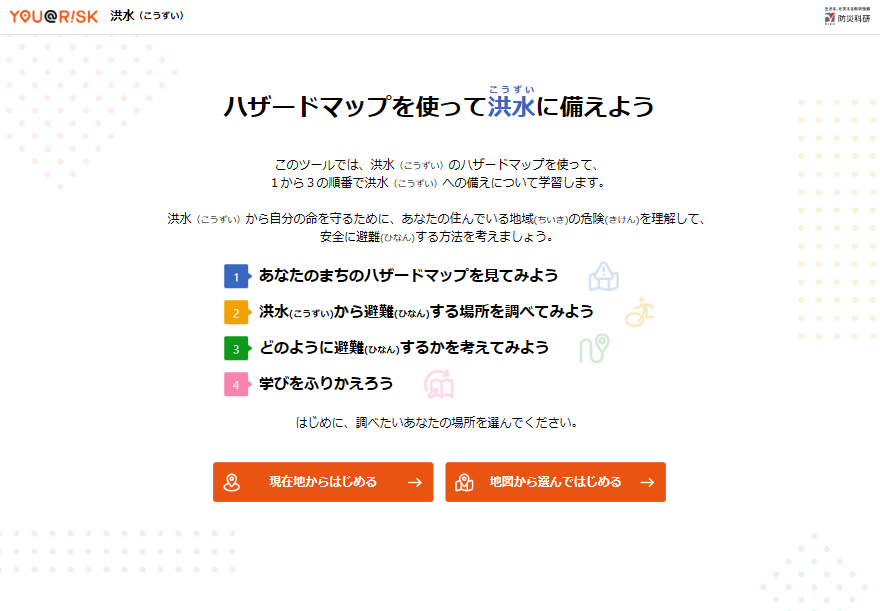 YOU@RISK 洪水（こうずい）
生きる、を支える科学技術
防災科研
こうずい
ハザードマップを使って洪水に備えよう
このツールでは、洪水（こうずい）のハザードマップを使って、
１から３の順番で洪水（こうずい）への備えについて学習します。
洪水（こうずい）から自分の命を守るために、あなたの住んでいる地域(ちいき)の危険(きけん)を理解して、
安全に避難(ひなん)する方法を考えましょう。
1 あなたのまちのハザードマップを見てみよう
2 洪水(こうずい)から避難(ひなん)する場所を調べてみよう
3 どのように避難(ひなん)するかを考えてみよう
4 学びをふりかえろう
はじめに、調べたいあなたの場所を選んでください。
現在地からはじめる →
地図から選んではじめる →